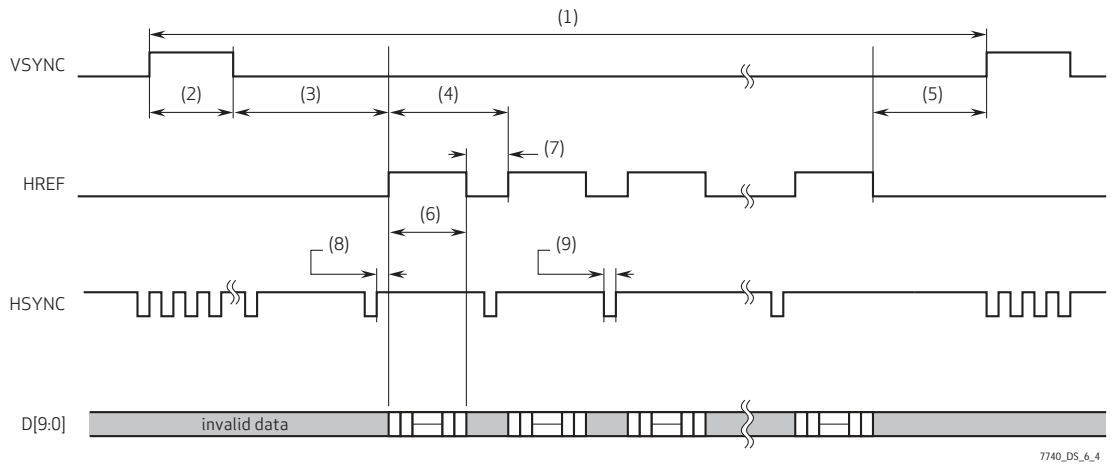 (1)
VSYNC
(2)
(3)
(4)
(5)
(7)
HREF
(6)
(8)
(9)
HSYNC
D[9:0]
invalid data
7740_DS_6_4